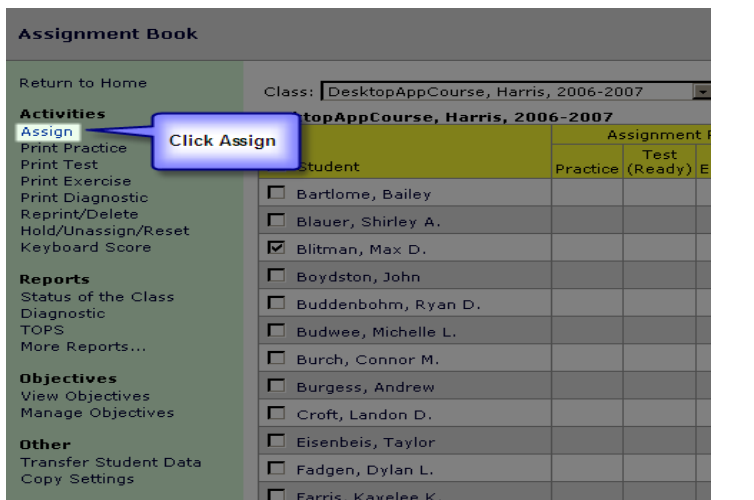 Assignment Book
Return to Home
Activities
Assign
Print Practice
Print Test
Print Exercise
Print Diagnostic
Reprint/Delete
Hold/Unassign/Reset
Keyboard Score
Reports
Status of the Class
Diagnostic
TOPS
More Reports...
Objectives
View Objectives
Manage Objectives
Other
Transfer Student Data
Copy Settings
Click Assign
Class: DesktopAppCourse, Harris, 2006-2007
topAppCourse, Harris, 2006-2007
Assignment
Student Practice Test (Ready) E
Bartlome, Bailey
Blauer, Shirley A.
Blitman, Max D.
Boydston, John
Buddenbohm, Ryan D.
Budwee, Michelle L.
Burch, Connor M.
Burgess, Andrew
Croft, Landon D.
Eisenbeis, Taylor
Fadgen, Dylan L.
Farris, Kayelee K